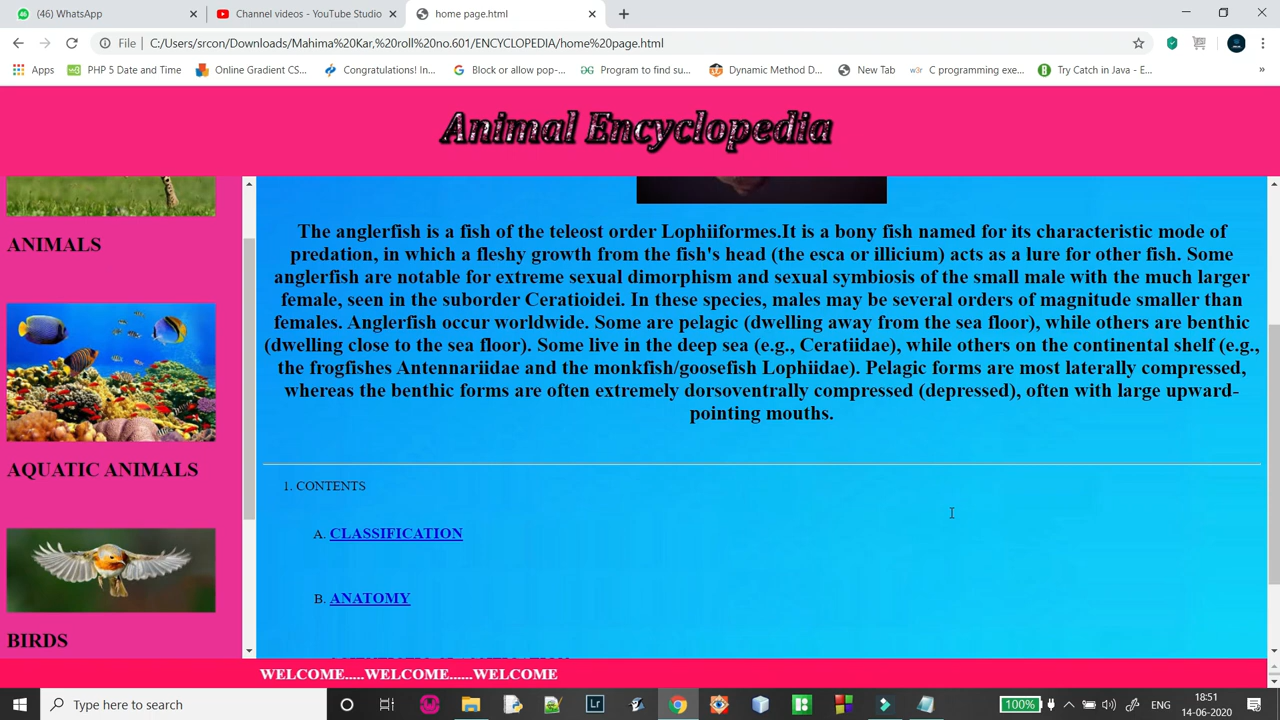 (46) WhatsApp
Channel videos - YouTube Studio
home page.html
File
C:/Users/srcon/Downloads/Mahima%20Kar,%20roll%20no.601/ENCYCLOPEDIA/home%20page.html
Apps
PHP 5 Date and Time
Online Gradient CS...
Congratulations! In...
Block or allow pop-...
Program to find su...
Dynamic Method D...
New Tab
C programming exe...
Try Catch in Java - E...
Animal Encyclopedia
ANIMALS
AQUATIC ANIMALS
BIRDS
The anglerfish is a fish of the teleost order Lophiiformes.It is a bony fish named for its characteristic mode of
predation, in which a fleshy growth from the fish's head (the esca or illicium) acts as a lure for other fish. Some
anglerfish are notable for extreme sexual dimorphism and sexual symbiosis of the small male with the much larger
female, seen in the suborder Ceratioidei. In these species, males may be several orders of magnitude smaller than
females. Anglerfish occur worldwide. Some are pelagic (dwelling away from the sea floor), while others are benthic
(dwelling close to the sea floor). Some live in the deep sea (e.g., Ceratiidae), while others on the continental shelf (e.g.,
the frogfishes Antennariidae and the monkfish/goosefish Lophiidae). Pelagic forms are most laterally compressed,
whereas the benthic forms are often extremely dorsoventrally compressed (depressed), often with large upward-
pointing mouths.
1. CONTENTS
A. CLASSIFICATION
B. ANATOMY
WELCOME.....WELCOME......WELCOME
Type here to search
100%
ENG
18:51
14-06-2020